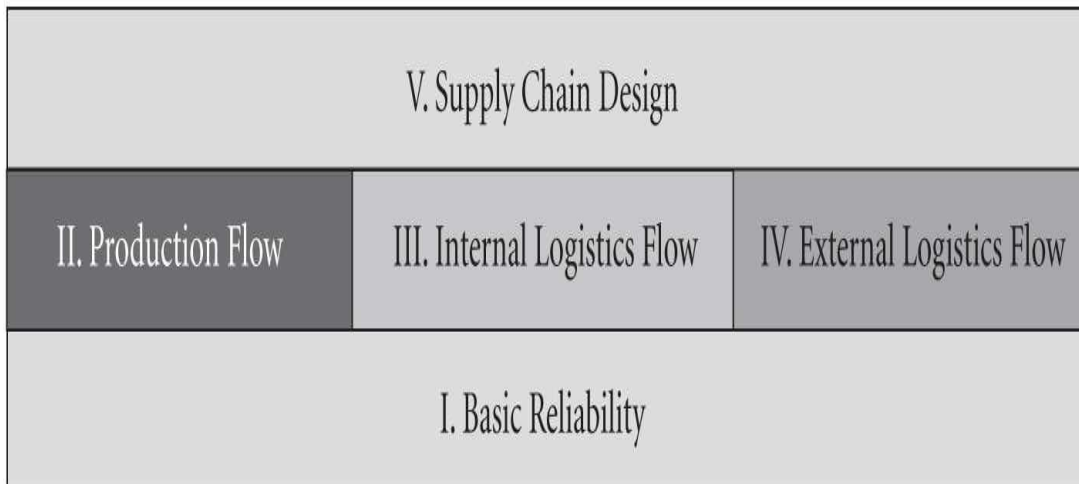 V. Supply Chain Design
II. Production Flow
III. Internal Logistics Flow
IV. External Logistics Flow
I. Basic Reliability